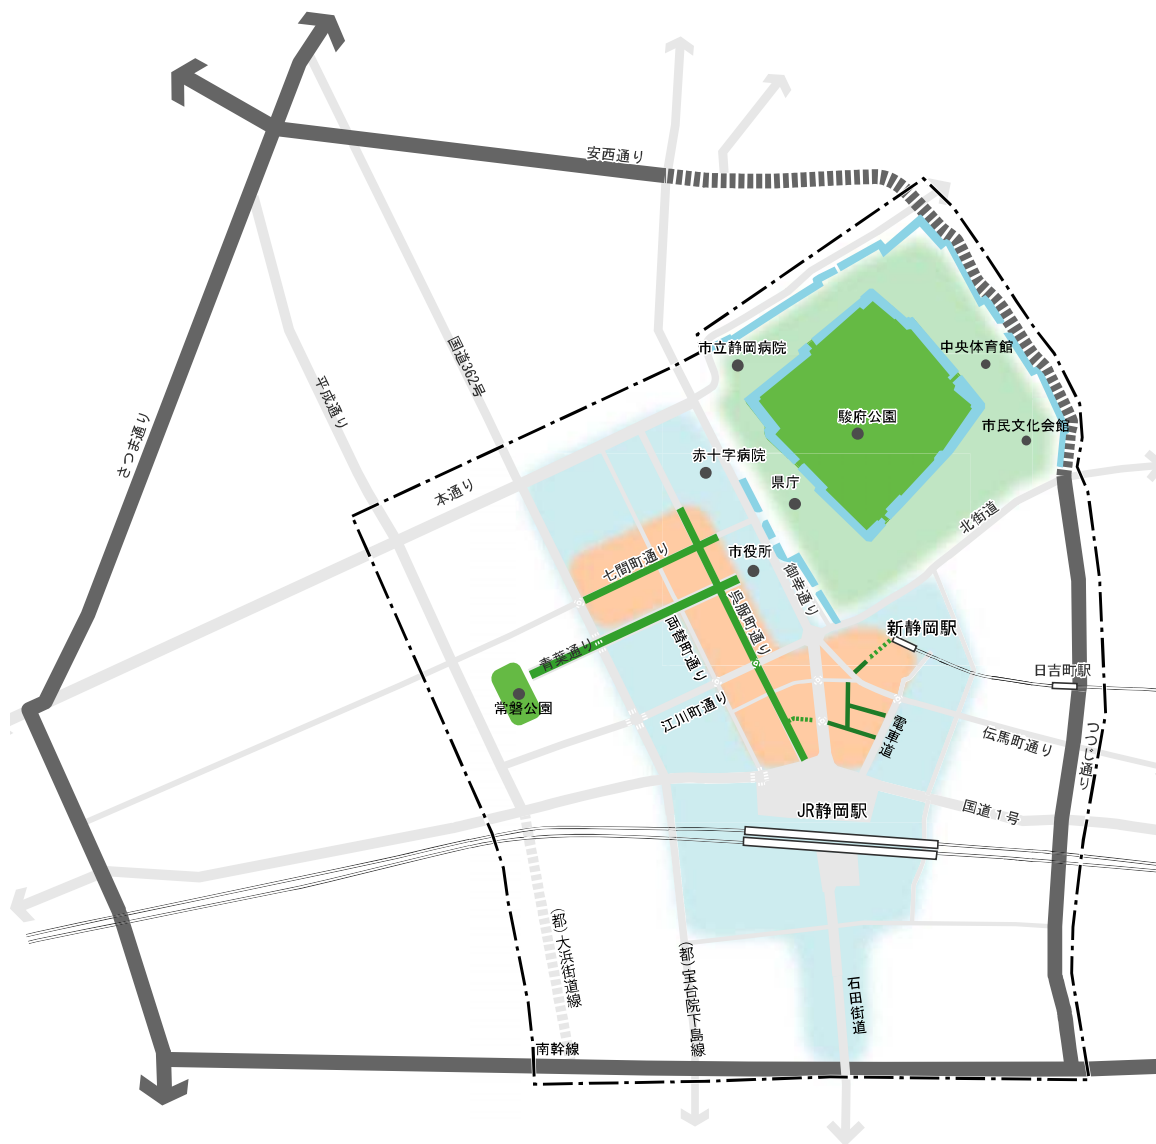 安西通り
国道362号
市立静岡病院
中央体育館
平成通り
さつま通り
駿府公園
市民文化会館
赤十字病院
県庁
本通り
北街道
市役所
七間町通り
御幸通り
呉服町通り
両替町通り
新静岡駅
青葉通り
日吉町駅
常磐公園
江川町通り
電車道
伝馬町通り
つつじ通り
JR静岡駅
国道１号
(都)大浜街道線
(都)宝台院下島線
石田街道
南幹線